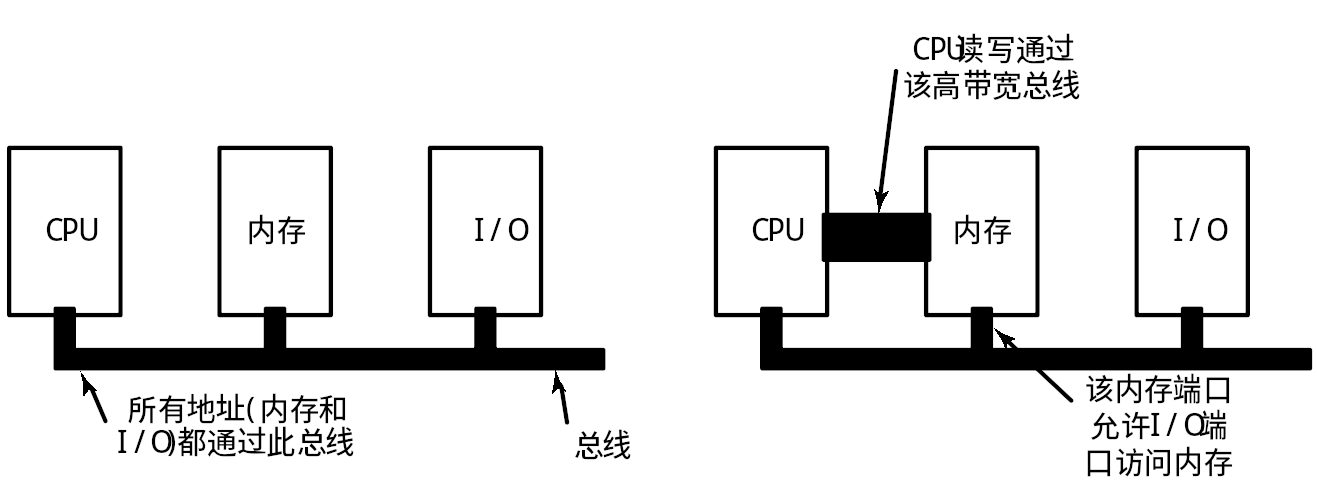 CPU
内存
I/O
所有地址(内存和
I/O)都通过此总线
总线
CPU读写通过
该高带宽总线
CPU
内存
I/O
该内存端口
允许I/O端
口访问内存